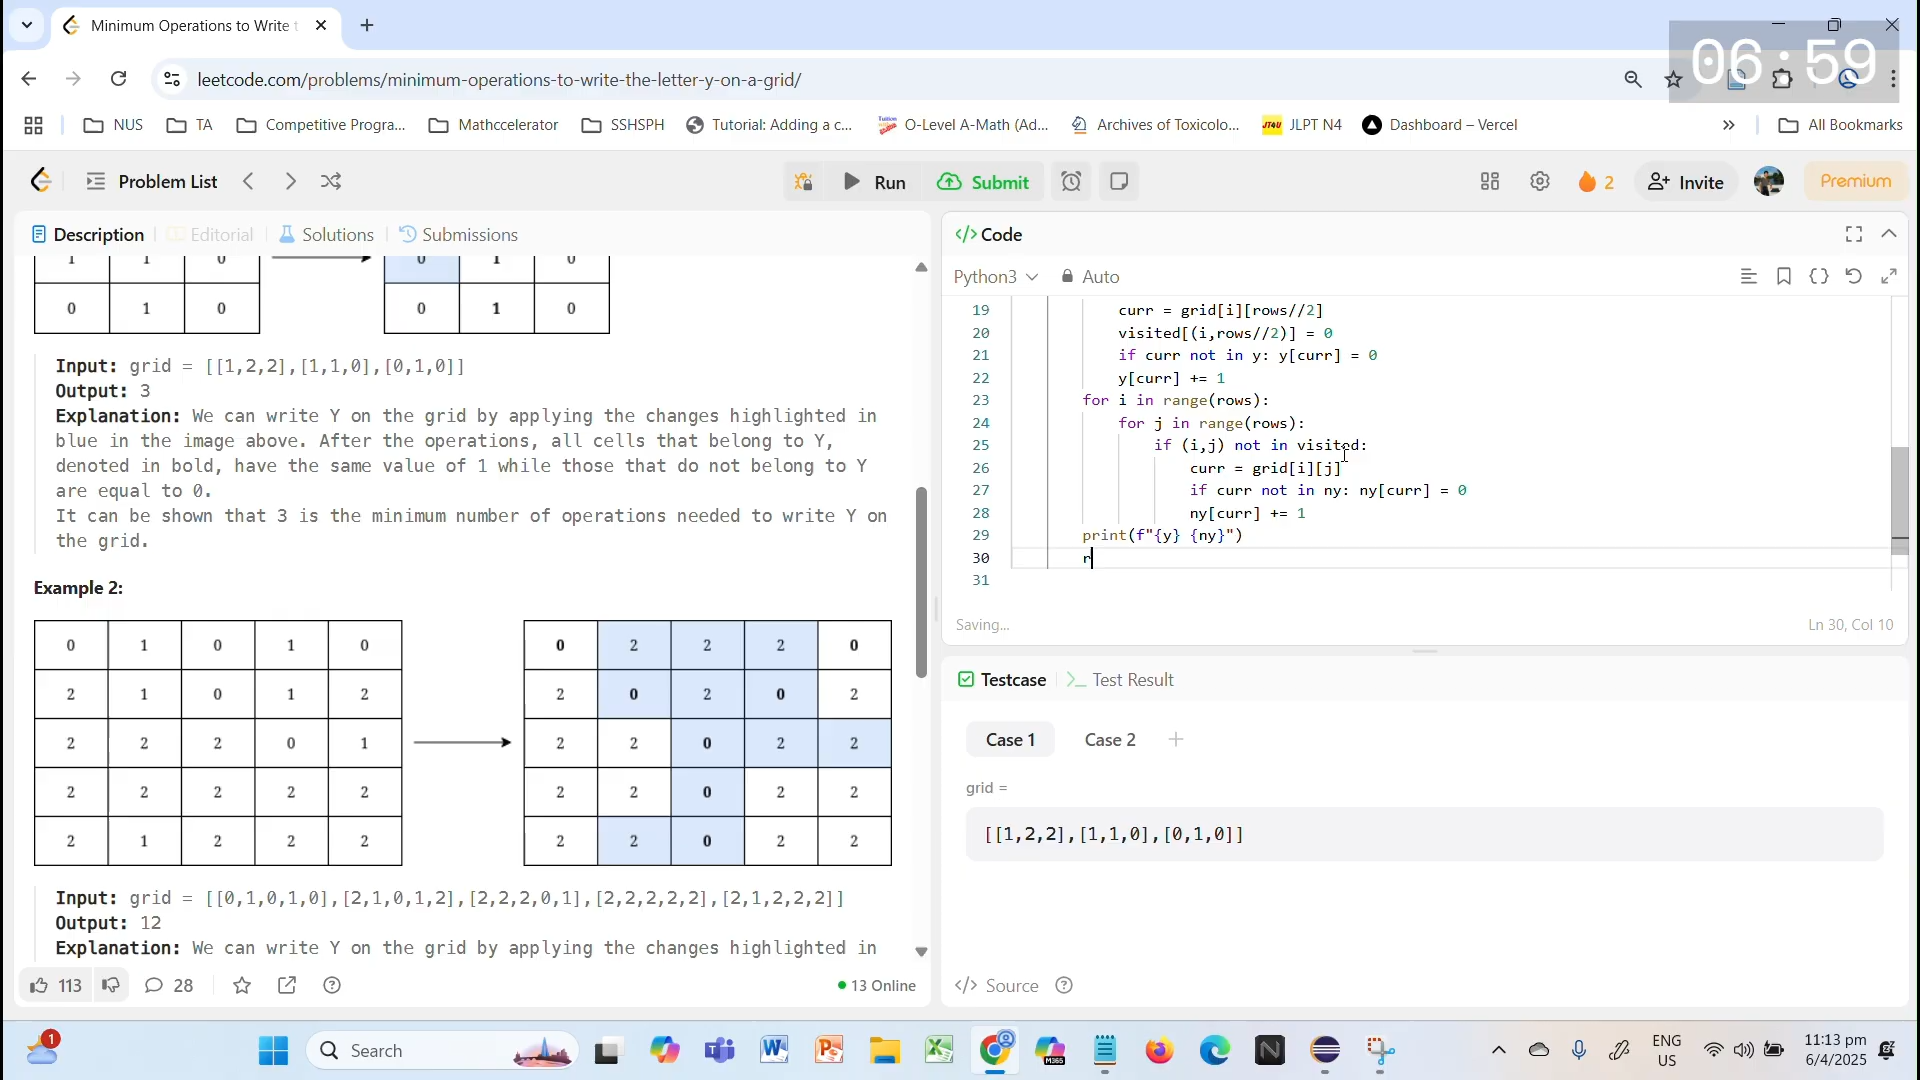 Minimum Operations to Write t
06:59
leetcode.com/problems/minimum-operations-to-write-the-letter-y-on-a-grid/
NUS
TA
Competitive Progra...
Mathccelerator
SSHSPH
Tutorial: Adding a c...
O-Level A-Math (Ad...
Archives of Toxicolo...
JLPT N4
Dashboard – Vercel
All Bookmarks
Problem List
Run
Submit
2
Invite
Premium
Description
Editorial
Solutions
Submissions
1 1 0
0 1 0
0 1 0
0 1 0
Input: grid = [[1,2,2],[1,1,0],[0,1,0]]
Output: 3
Explanation: We can write Y on the grid by applying the changes highlighted in
blue in the image above. After the operations, all cells that belong to Y,
denoted in bold, have the same value of 1 while those that do not belong to Y
are equal to 0.
It can be shown that 3 is the minimum number of operations needed to write Y on
the grid.
Example 2:
0 1 0 1 0
2 1 0 1 2
2 2 2 0 1
2 2 2 2 2
2 1 2 2 2
0 2 2 2 0
2 0 2 0 2
2 2 0 2 2
2 2 0 2 2
2 2 0 2 2
Input: grid = [[0,1,0,1,0],[2,1,0,1,2],[2,2,2,0,1],[2,2,2,2,2],[2,1,2,2,2]]
Output: 12
Explanation: We can write Y on the grid by applying the changes highlighted in
113
28
13 Online
</> Code
Python3
Auto
19 curr = grid[i][rows//2]
20 visited[(i,rows//2)] = 0
21 if curr not in y: y[curr] = 0
22 y[curr] += 1
23 for i in range(rows):
24 for j in range(rows):
25 if (i,j) not in visited:
26 curr = grid[i][j]
27 if curr not in ny: ny[curr] = 0
28 ny[curr] += 1
29 print(f"{y} {ny}")
30 r
31
Saving...
Ln 30, Col 10
Testcase
Test Result
Case 1
Case 2
grid =
[[1,2,2],[1,1,0],[0,1,0]]
</> Source
1
Search
M365
ENG
US
11:13 pm
6/4/2025